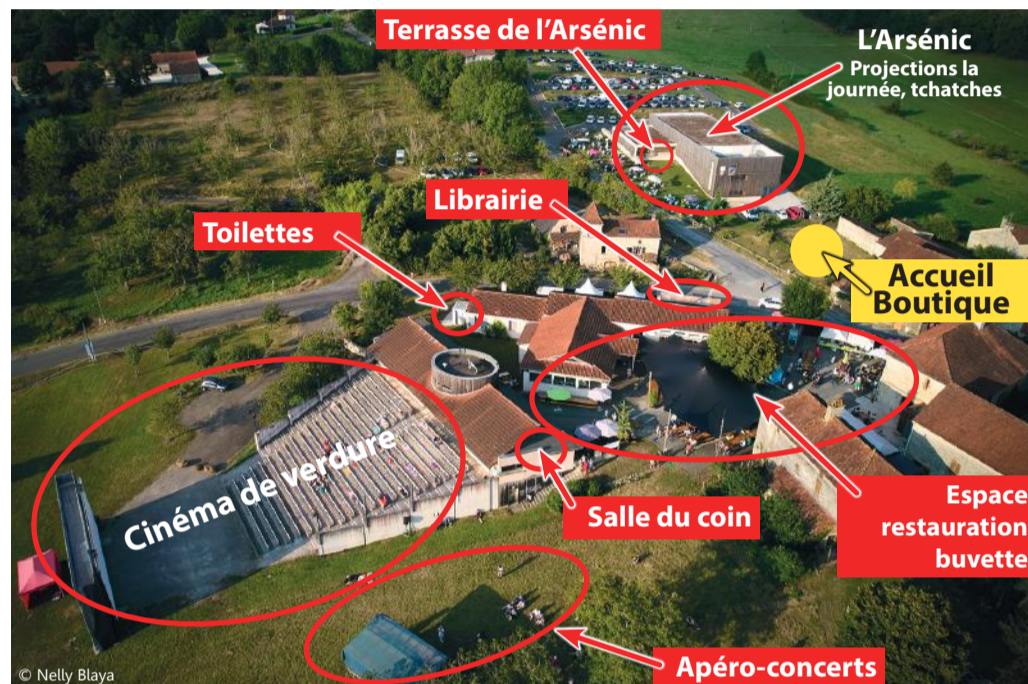 Terrasse de l’Arsénic
L’Arsénic
Projections la
journée, tchatches
Librairie
Toilettes
Accueil
Boutique
Cinéma de verdure
Salle du coin
Espace
restauration
buvette
Apéro-concerts
© Nelly Blaya